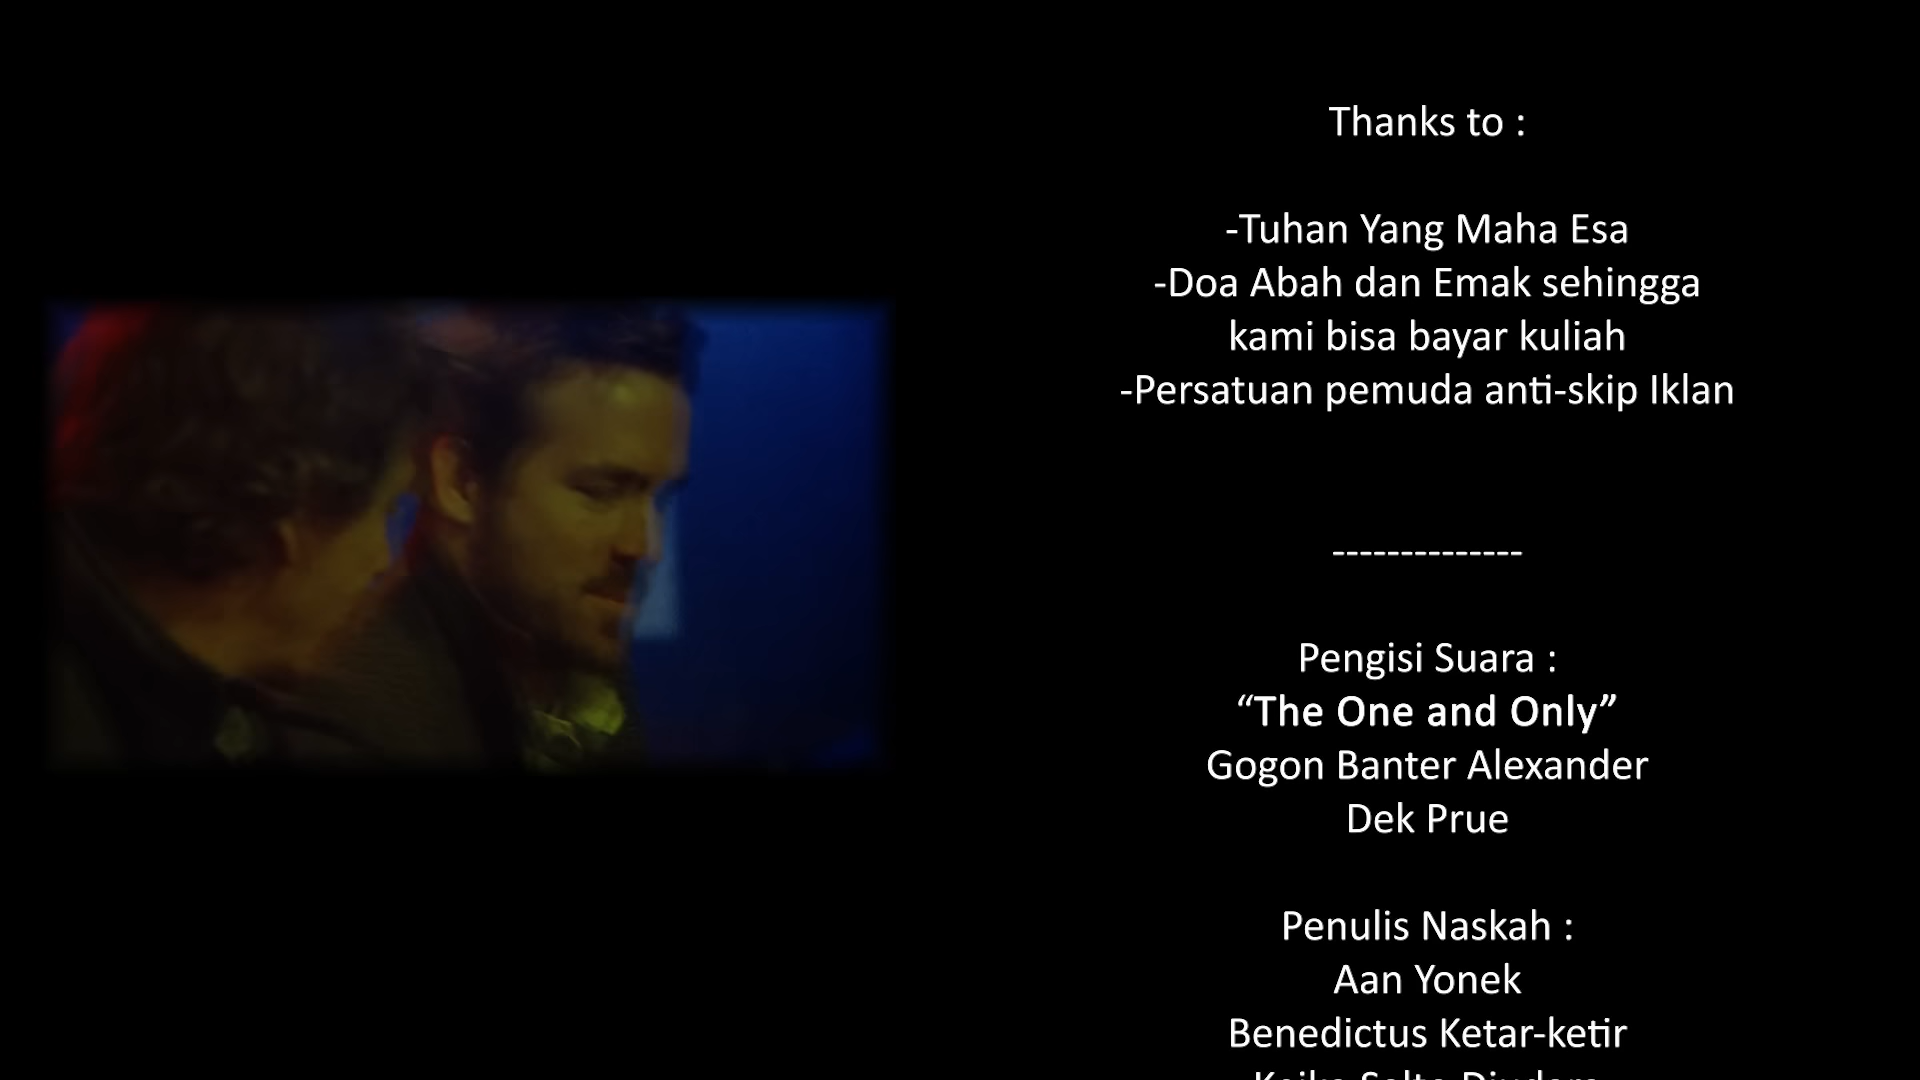 Thanks to :
-Tuhan Yang Maha Esa
-Doa Abah dan Emak sehingga
kami bisa bayar kuliah
-Persatuan pemuda anti-skip Iklan
--------------
Pengisi Suara :
“The One and Only”
Gogon Banter Alexander
Dek Prue
Penulis Naskah :
Aan Yonek
Benedictus Ketar-ketir